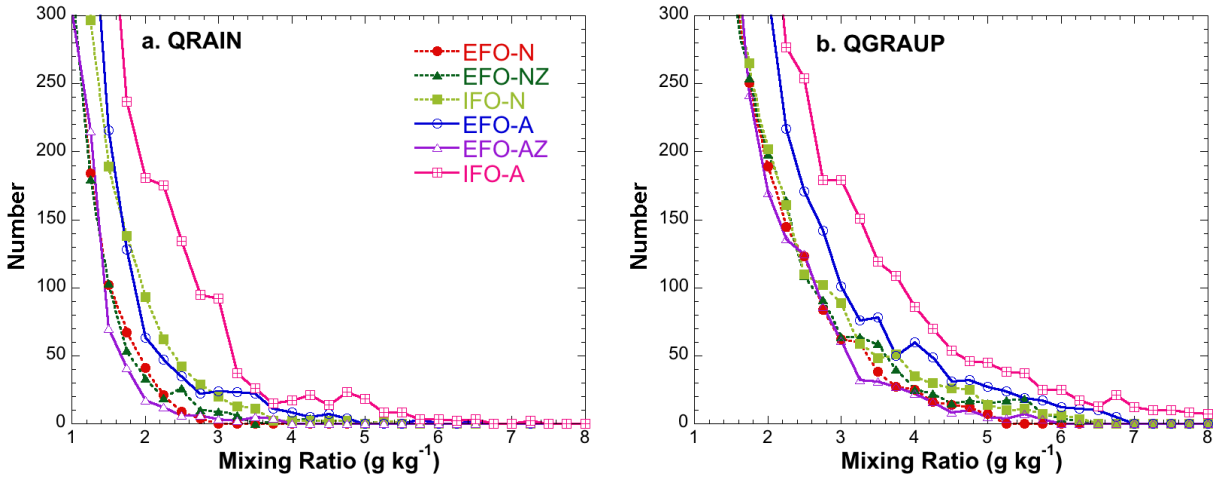 a. QRAIN
EFO-N
EFO-NZ
IFO-N
EFO-A
EFO-AZ
IFO-A
300
250
200
150
100
50
0
Number
1 2 3 4 5 6 7 8
Mixing Ratio (g kg⁻¹)
b. QGRAUP
300
250
200
150
100
50
0
Number
1 2 3 4 5 6 7 8
Mixing Ratio (g kg⁻¹)